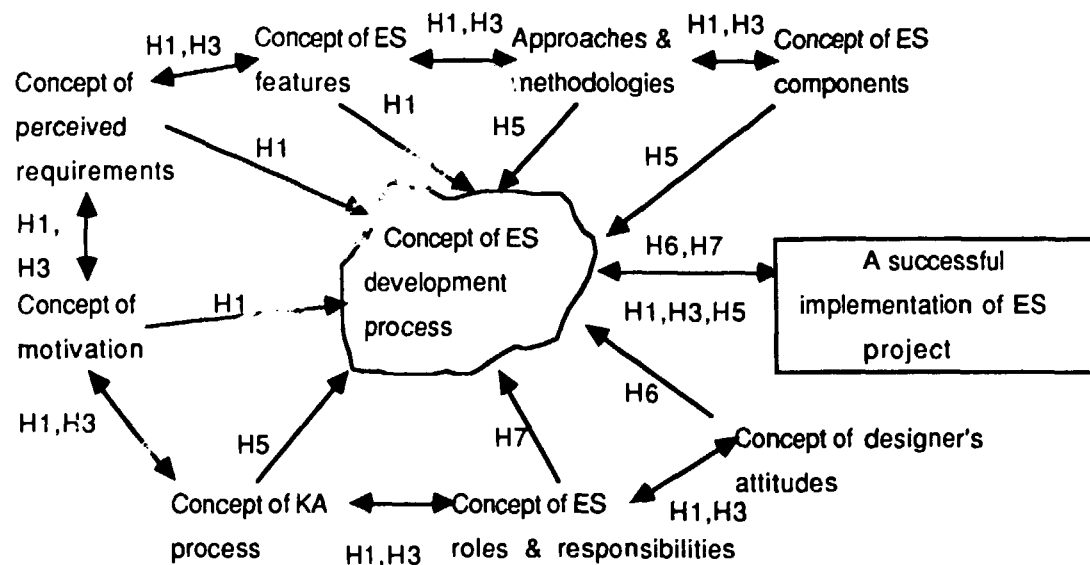 H1,H3
Concept of ES
features
H1,H3
Approaches &
methodologies
H1,H3
Concept of ES
components
Concept of
perceived
requirements
H1
H1
H5
H5
H1,
H3
Concept of ES
development
process
H6,H7
H1,H3,H5
A successful
implementation of ES
project
Concept of
motivation
H1
H1,H3
H5
H7
H6
Concept of designer's
attitudes
Concept of KA
process
H1,H3
Concept of ES
roles & responsibilities
H1,H3